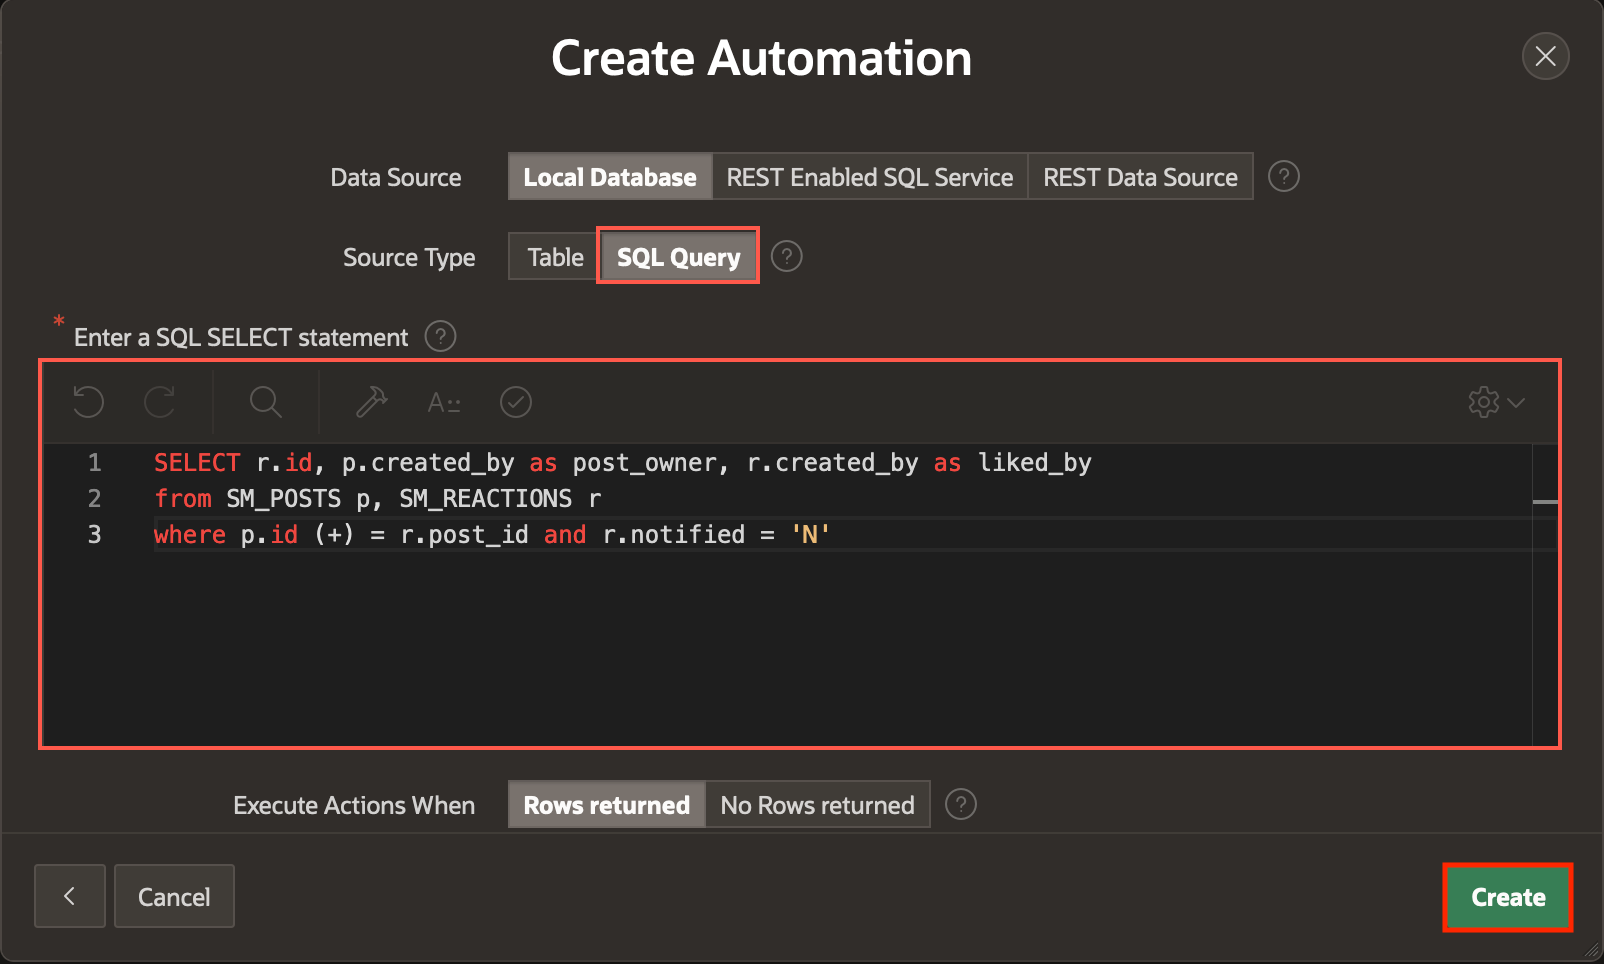 Create Automation
Data Source Local Database REST Enabled SQL Service REST Data Source ?
Source Type Table SQL Query ?
* Enter a SQL SELECT statement ?
A
1 SELECT r.id, p.created_by as post_owner, r.created_by as liked_by
2 from SM_POSTS p, SM_REACTIONS r
3 where p.id (+) = r.post_id and r.notified = 'N'
Execute Actions When Rows returned No Rows returned ?
Cancel Create